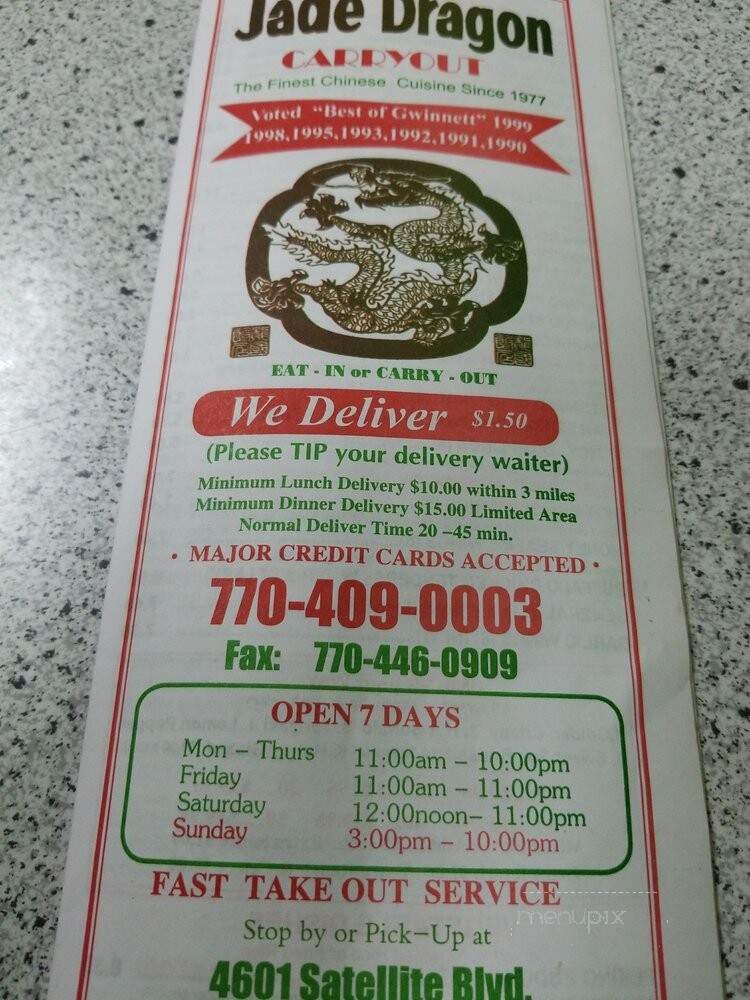 Jade Dragon
CARRYOUT
The Finest Chinese Cuisine Since 1977
Voted "Best of Gwinnett" 1999
1998,1995,1993,1992,1991,1990
EAT - IN or CARRY - OUT
We Deliver $1.50
(Please TIP your delivery waiter)
Minimum Lunch Delivery $10.00 within 3 miles
Minimum Dinner Delivery $15.00 Limited Area
Normal Deliver Time 20 –45 min.
• MAJOR CREDIT CARDS ACCEPTED •
770-409-0003
Fax: 770-446-0909
OPEN 7 DAYS
Mon – Thurs 11:00am – 10:00pm
Friday 11:00am – 11:00pm
Saturday 12:00noon– 11:00pm
Sunday 3:00pm – 10:00pm
FAST TAKE OUT SERVICE
menupix
Stop by or Pick–Up at
4601 Satellite Blvd.